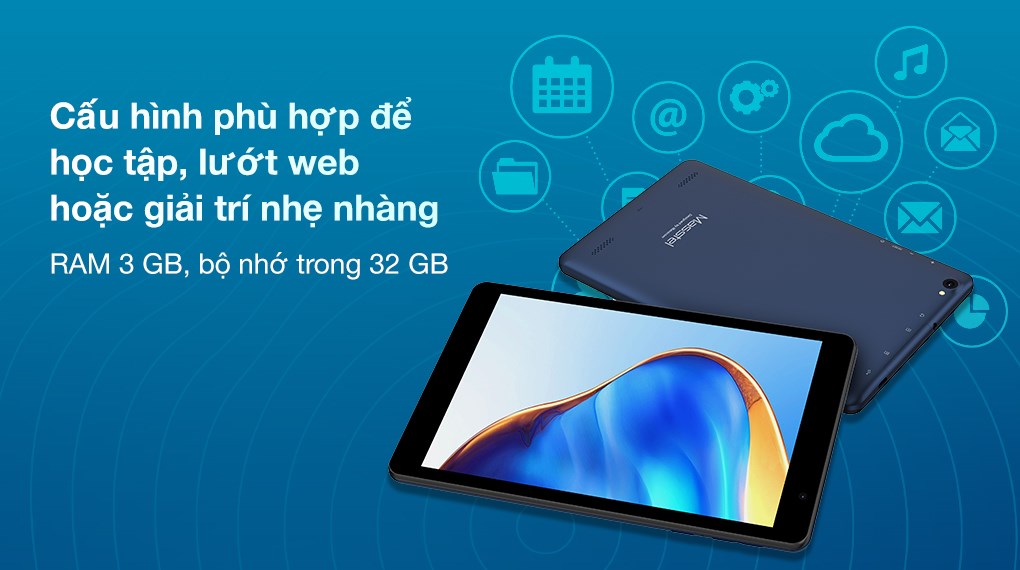 Cấu hình phù hợp để
học tập, lướt web
hoặc giải trí nhẹ nhàng
RAM 3 GB, bộ nhớ trong 32 GB
@
Masstel